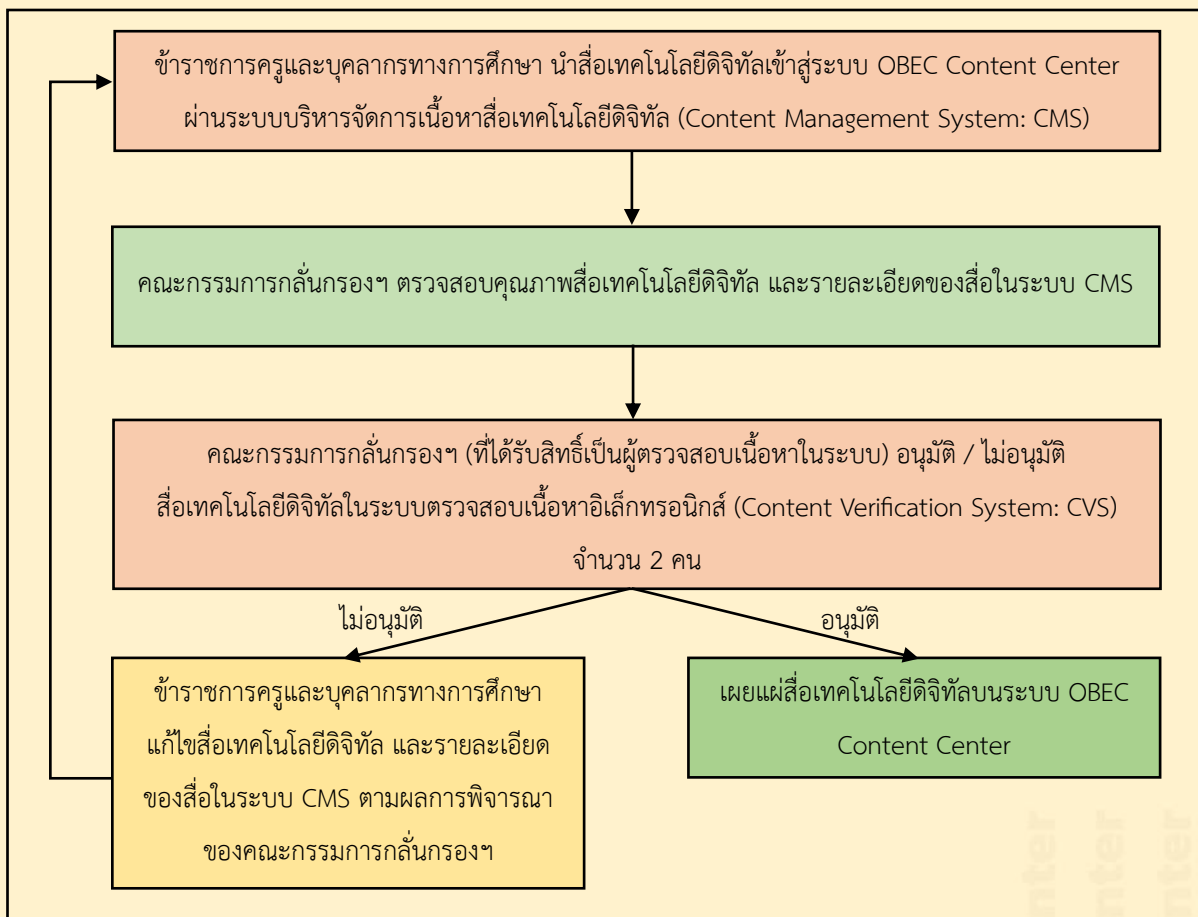 ข้าราชการครูและบุคลากรทางการศึกษา นำสื่อเทคโนโลยีดิจิทัลเข้าสู่ระบบ OBEC Content Center
ผ่านระบบบริหารจัดการเนื้อหาสื่อเทคโนโลยีดิจิทัล (Content Management System: CMS)
คณะกรรมการกลั่นกรองฯ ตรวจสอบคุณภาพสื่อเทคโนโลยีดิจิทัล และรายละเอียดของสื่อในระบบ CMS
คณะกรรมการกลั่นกรองฯ (ที่ได้รับสิทธิ์เป็นผู้ตรวจสอบเนื้อหาในระบบ) อนุมัติ / ไม่อนุมัติ
สื่อเทคโนโลยีดิจิทัลในระบบตรวจสอบเนื้อหาอิเล็กทรอนิกส์ (Content Verification System: CVS)
จำนวน 2 คน
ไม่อนุมัติ
อนุมัติ
ข้าราชการครูและบุคลากรทางการศึกษา
แก้ไขสื่อเทคโนโลยีดิจิทัล และรายละเอียด
ของสื่อในระบบ CMS ตามผลการพิจารณา
ของคณะกรรมการกลั่นกรองฯ
เผยแผ่สื่อเทคโนโลยีดิจิทัลบนระบบ OBEC
Content Center